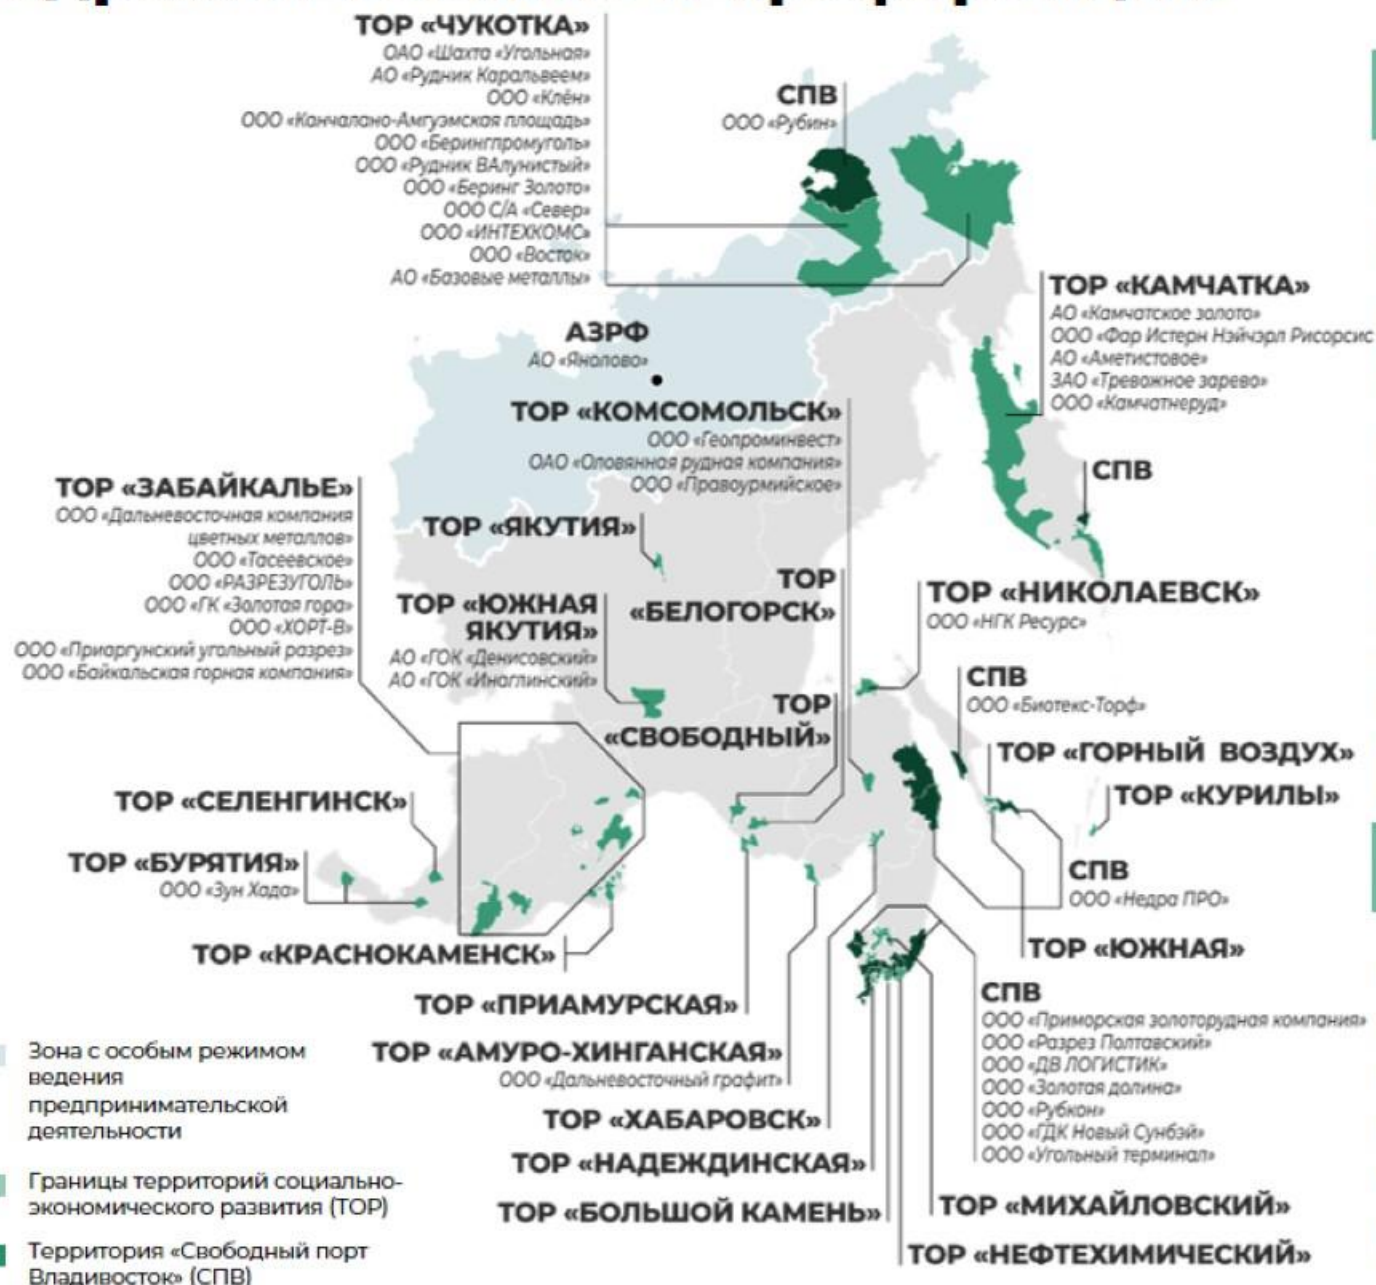 ТОР «ЧУКОТКА»
ОАО «Шахта «Угольная»
АО «Рудник Каральвеем»
ООО «Клён»
ООО «Канчалано-Амгуэмская площадь»
ООО «Берингпромуголь»
ООО «Рудник ВАлунистый»
ООО «Беринг Золото»
ООО С/А «Север»
ООО «ИНТЕХКОМС»
ООО «Восток»
АО «Базовые металлы»
СПВ
ООО «Рубин»
ТОР «КАМЧАТКА»
АО «Камчатское золото»
ООО «Фар Истерн Нэйчэрл Рисорсис
АО «Аметистовое»
ЗАО «Тревожное зарево»
ООО «Камчатнеруд»
АЗРФ
АО «Янолово»
ТОР «КОМСОМОЛЬСК»
ООО «Геопроминвест»
ОАО «Оловянная рудная компания»
ООО «Правоурмийское»
СПВ
ТОР «ЗАБАЙКАЛЬЕ»
ООО «Дальневосточная компания
цветных металлов»
ООО «Тасеевское»
ООО «РАЗРЕЗУГОЛЬ»
ООО «ГК «Золотая гора»
ООО «ХОРТ-В»
ООО «Приаргунский угольный разрез»
ООО «Байкальская горная компания»
ТОР «ЯКУТИЯ»
ТОР «ЮЖНАЯ
ЯКУТИЯ»
АО «ГОК «Денисовский»
АО «ГОК «Инаглинский»
ТОР
«БЕЛОГОРСК»
ТОР «НИКОЛАЕВСК»
ООО «НГК Ресурс»
ТОР
«СВОБОДНЫЙ»
СПВ
ООО «Биотекс-Торф»
ТОР «ГОРНЫЙ ВОЗДУХ»
ТОР «КУРИЛЫ»
ТОР «СЕЛЕНГИНСК»
ТОР «БУРЯТИЯ»
ООО «Зун Хада»
СПВ
ООО «Недра ПРО»
ТОР «КРАСНОКАМЕНСК»
ТОР «ЮЖНАЯ»
ТОР «ПРИАМУРСКАЯ»
СПВ
ООО «Приморская золоторудная компания»
ООО «Разрез Полтавский»
ООО «ДВ ЛОГИСТИК»
ООО «Золотая долина»
ООО «Рубкон»
ООО «ГДК Новый Сунбэй»
ООО «Угольный терминал»
ТОР «АМУРО-ХИНГАНСКАЯ»
ООО «Дальневосточный графит»
ТОР «ХАБАРОВСК»
ТОР «НАДЕЖДИНСКАЯ»
ТОР «БОЛЬШОЙ КАМЕНЬ»
ТОР «МИХАЙЛОВСКИЙ»
ТОР «НЕФТЕХИМИЧЕСКИЙ»
Зона с особым режимом
ведения
предпринимательской
деятельности
Границы территорий социально-
экономического развития (ТОР)
Территория «Свободный порт
Владивосток» (СПВ)